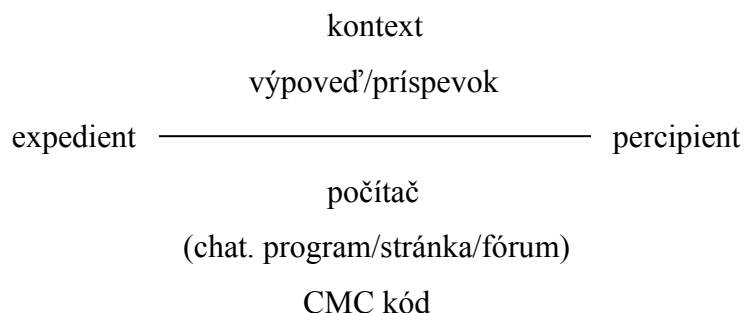 kontext
výpoveď/príspevok
expedient percipient
počítač
(chat. program/stránka/fórum)
CMC kód